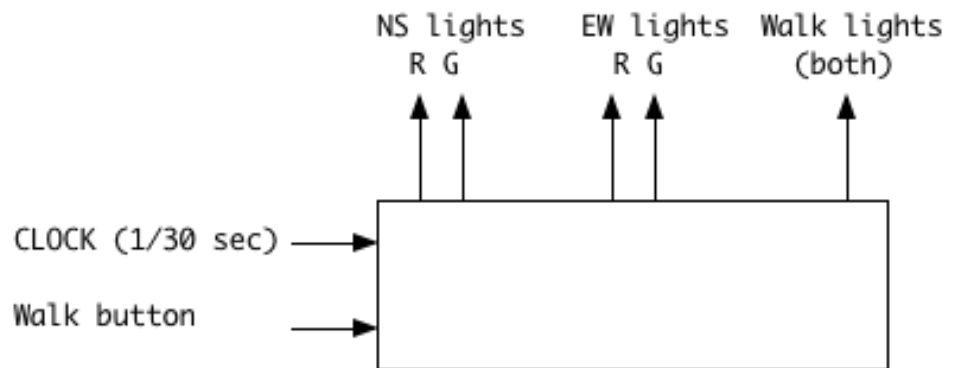 NS lights EW lights Walk lights
R G R G (both)
CLOCK (1/30 sec)
Walk button